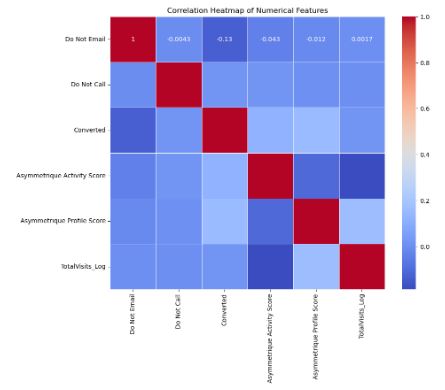 Correlation Heatmap of Numerical Features
Do Not Email
1 -0.0043 -0.13 -0.043 -0.012 0.0017
Do Not Call
Converted
Asymmetrique Activity Score
Asymmetrique Profile Score
TotalVisits_Log
Do Not Email
Do Not Call
Converted
Asymmetrique Activity Score
Asymmetrique Profile Score
TotalVisits_Log
1.0
0.8
0.6
0.4
0.2
0.0